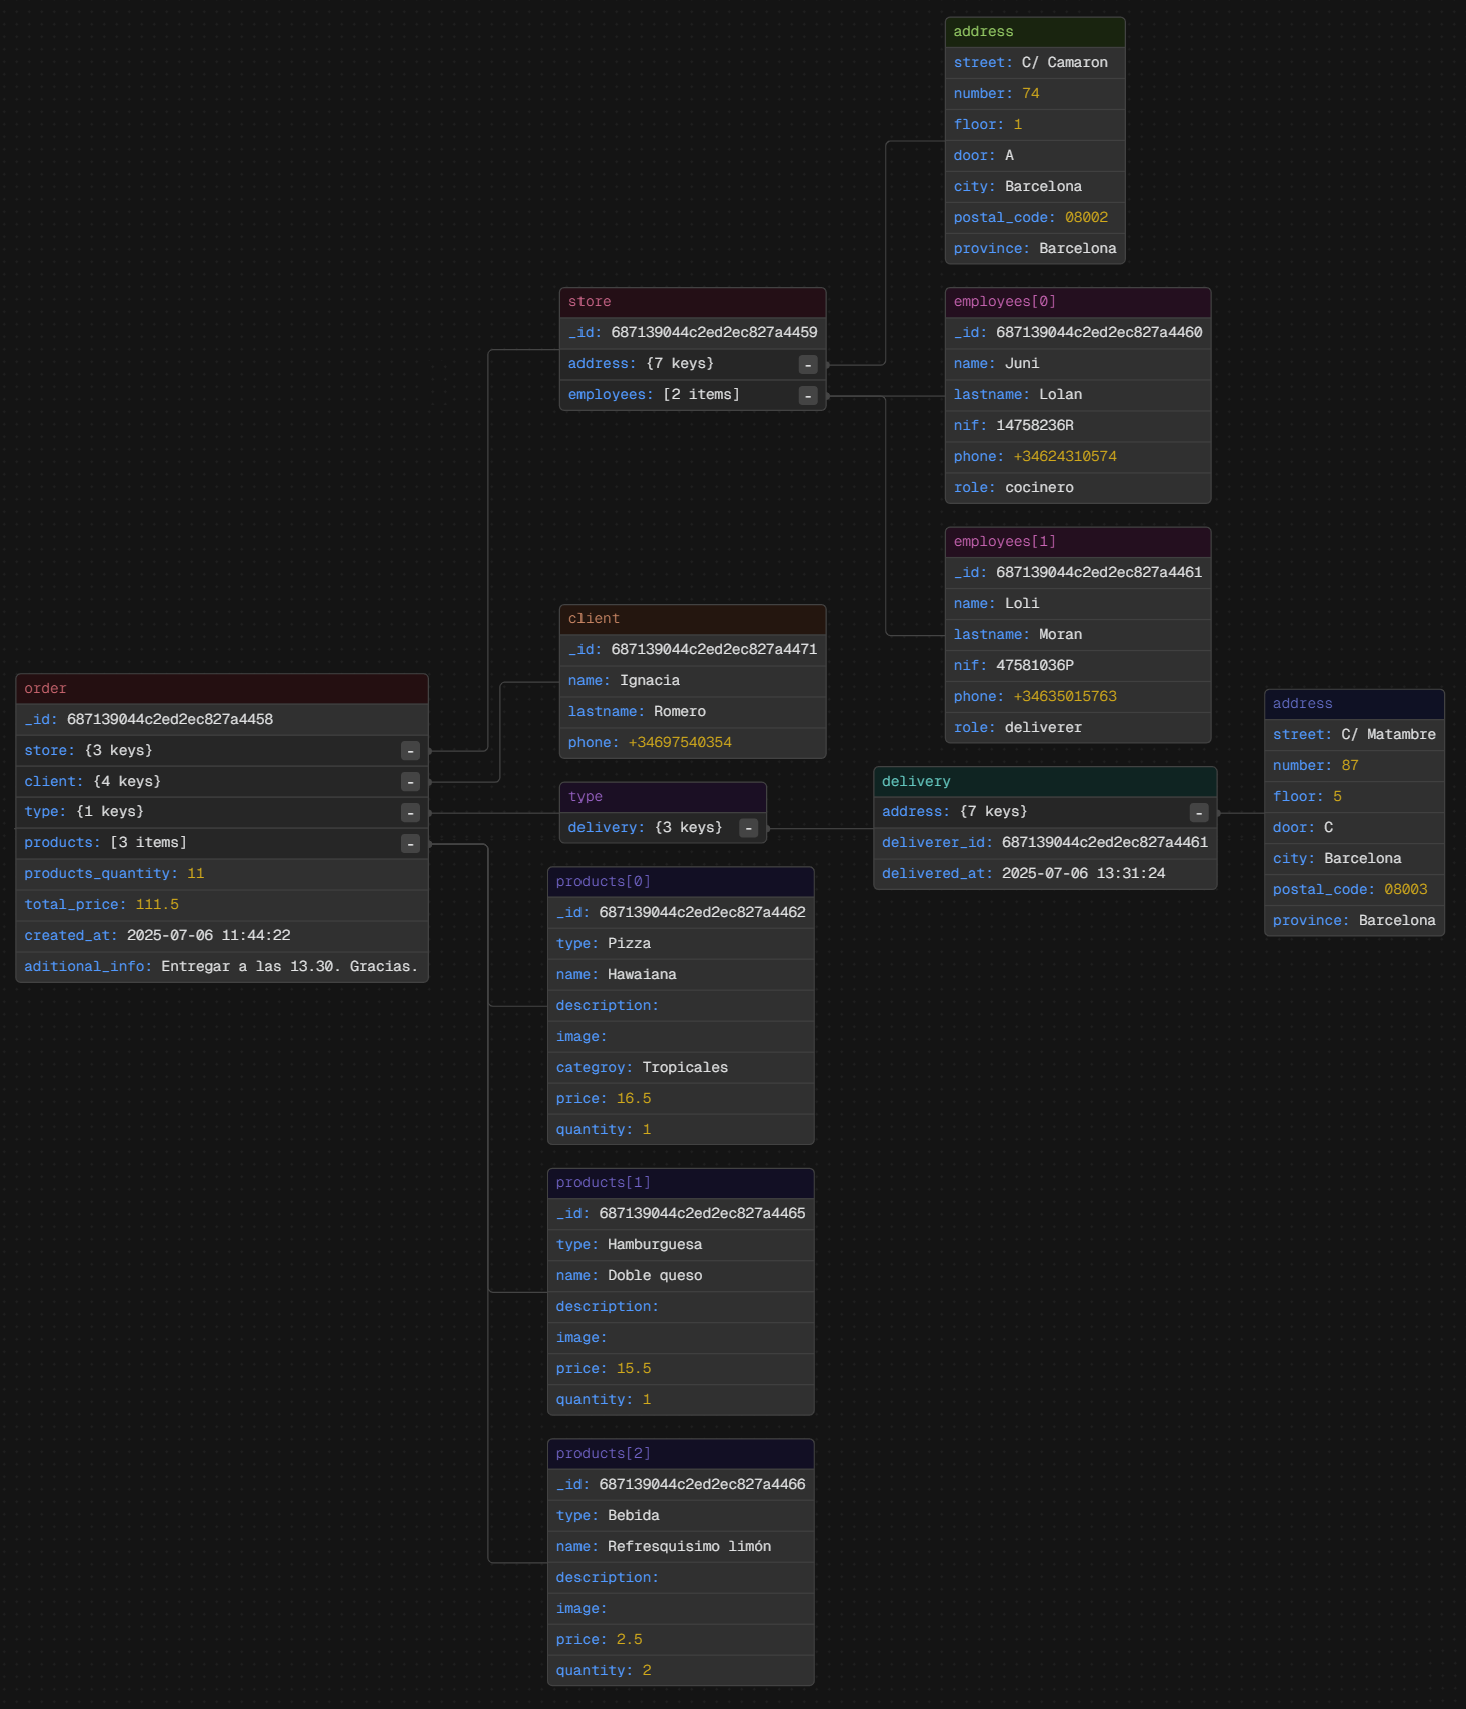 order
_id: 687139044c2ed2ec827a4458
store: {3 keys} -
client: {4 keys} -
type: {1 keys} -
products: [3 items] -
products_quantity: 11
total_price: 111.5
created_at: 2025-07-06 11:44:22
aditional_info: Entregar a las 13.30. Gracias.
store
_id: 687139044c2ed2ec827a4459
address: {7 keys} -
employees: [2 items] -
address
street: C/ Camaron
number: 74
floor: 1
door: A
city: Barcelona
postal_code: 08002
province: Barcelona
employees[0]
_id: 687139044c2ed2ec827a4460
name: Juni
lastname: Lolan
nif: 14758236R
phone: +34624310574
role: cocinero
employees[1]
_id: 687139044c2ed2ec827a4461
name: Loli
lastname: Moran
nif: 47581036P
phone: +34635015763
role: deliverer
client
_id: 687139044c2ed2ec827a4471
name: Ignacia
lastname: Romero
phone: +34697540354
type
delivery: {3 keys} -
delivery
address: {7 keys} -
deliverer_id: 687139044c2ed2ec827a4461
delivered_at: 2025-07-06 13:31:24
address
street: C/ Matambre
number: 87
floor: 5
door: C
city: Barcelona
postal_code: 08003
province: Barcelona
products[0]
_id: 687139044c2ed2ec827a4462
type: Pizza
name: Hawaiana
description:
image:
categroy: Tropicales
price: 16.5
quantity: 1
products[1]
_id: 687139044c2ed2ec827a4465
type: Hamburguesa
name: Doble queso
description:
image:
price: 15.5
quantity: 1
products[2]
_id: 687139044c2ed2ec827a4466
type: Bebida
name: Refresquisimo limón
description:
image:
price: 2.5
quantity: 2